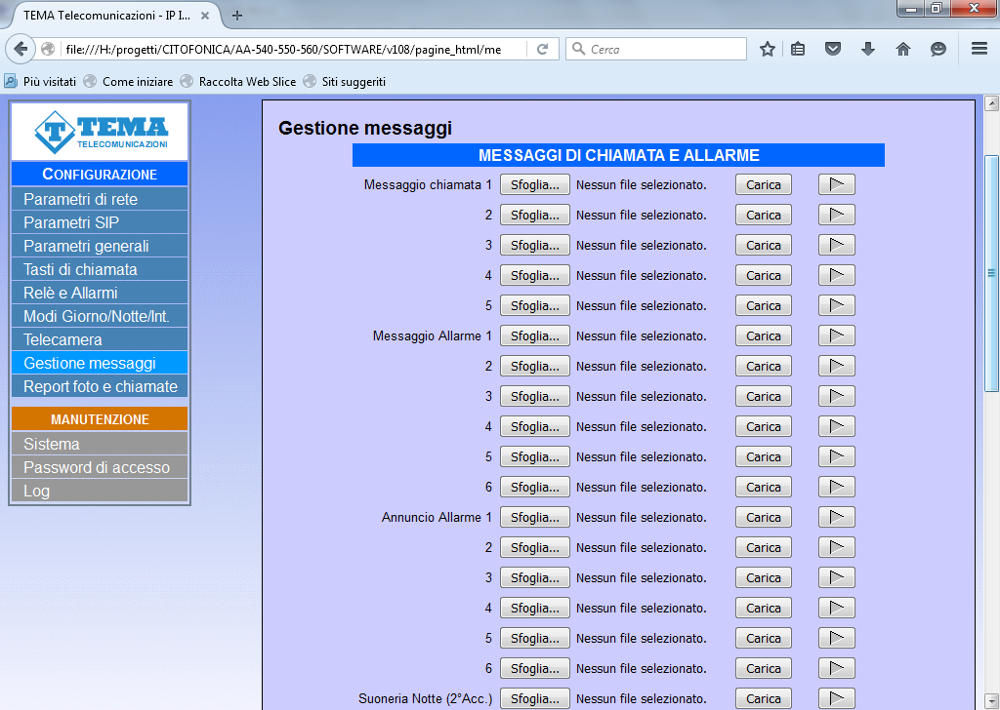 TEMA Telecomunicazioni - IP I...
file:///H:/progetti/CITOFONICA/AA-540-550-560/SOFTWARE/v108/pagine_html/me
Cerca
Più visitati Come iniziare Raccolta Web Slice Siti suggeriti
T TEMA
TELECOMUNICAZIONI
CONFIGURAZIONE
Parametri di rete
Parametri SIP
Parametri generali
Tasti di chiamata
Relè e Allarmi
Modi Giorno/Notte/Int.
Telecamera
Gestione messaggi
Report foto e chiamate
MANUTENZIONE
Sistema
Password di accesso
Log
Gestione messaggi
MESSAGGI DI CHIAMATA E ALLARME
Messaggio chiamata 1 Sfoglia... Nessun file selezionato. Carica
2 Sfoglia... Nessun file selezionato. Carica
3 Sfoglia... Nessun file selezionato. Carica
4 Sfoglia... Nessun file selezionato. Carica
5 Sfoglia... Nessun file selezionato. Carica
Messaggio Allarme 1 Sfoglia... Nessun file selezionato. Carica
2 Sfoglia... Nessun file selezionato. Carica
3 Sfoglia... Nessun file selezionato. Carica
4 Sfoglia... Nessun file selezionato. Carica
5 Sfoglia... Nessun file selezionato. Carica
6 Sfoglia... Nessun file selezionato. Carica
Annuncio Allarme 1 Sfoglia... Nessun file selezionato. Carica
2 Sfoglia... Nessun file selezionato. Carica
3 Sfoglia... Nessun file selezionato. Carica
4 Sfoglia... Nessun file selezionato. Carica
5 Sfoglia... Nessun file selezionato. Carica
6 Sfoglia... Nessun file selezionato. Carica
Suoneria Notte (2°Acc.) Sfoglia... Nessun file selezionato. Carica